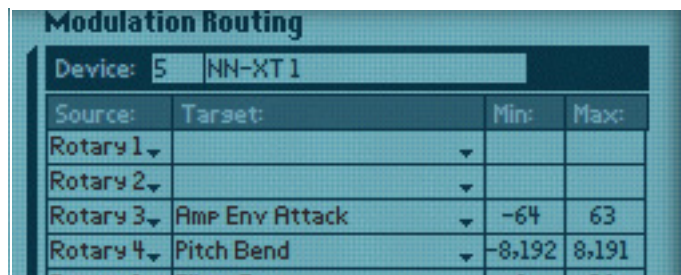 Modulation Routing
Device: 5 NN-XT 1
Source: Target: Min: Max:
Rotary 1
Rotary 2
Rotary 3 Amp Env Attack -64 63
Rotary 4 Pitch Bend -8,192 8,191